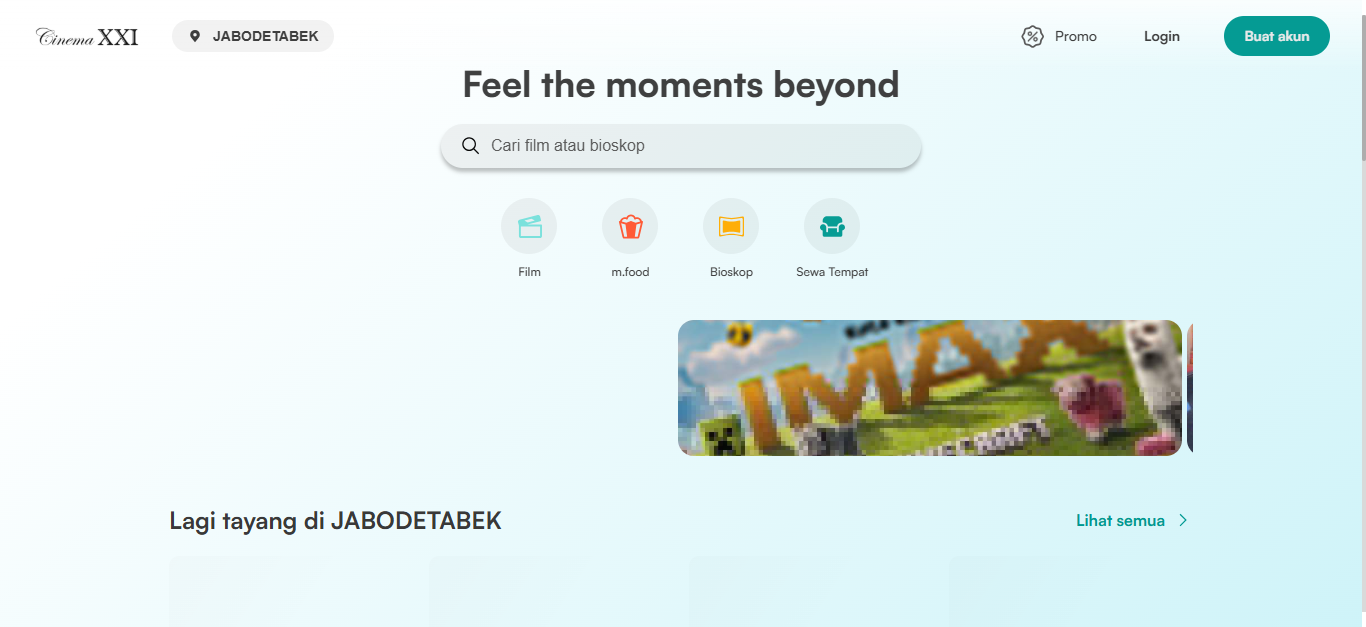 Cinema XXI
JABODETABEK
Promo
Login
Buat akun
Feel the moments beyond
Cari film atau bioskop
Film
m.food
Bioskop
Sewa Tempat
IMAX
Lagi tayang di JABODETABEK
Lihat semua